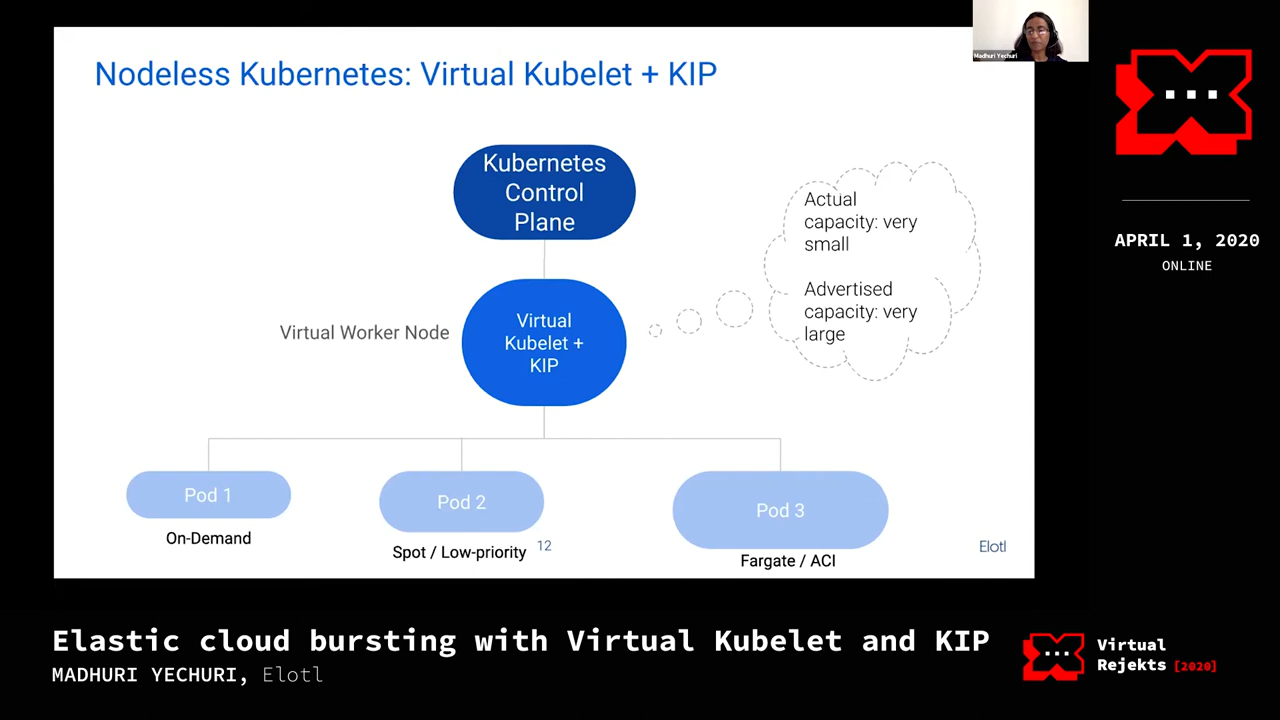 Nodeless Kubernetes: Virtual Kubelet + KIP
Madhuri Yechuri
Kubernetes
Control
Plane
Actual
capacity: very
small
Advertised
capacity: very
large
Virtual Worker Node
Virtual
Kubelet +
KIP
Pod 1
Pod 2
Pod 3
On-Demand
Spot / Low-priority
Fargate / ACI
12
Elotl
APRIL 1, 2020
ONLINE
Elastic cloud bursting with Virtual Kubelet and KIP
MADHURI YECHURI, Elotl
Virtual
Rejekts [2020]